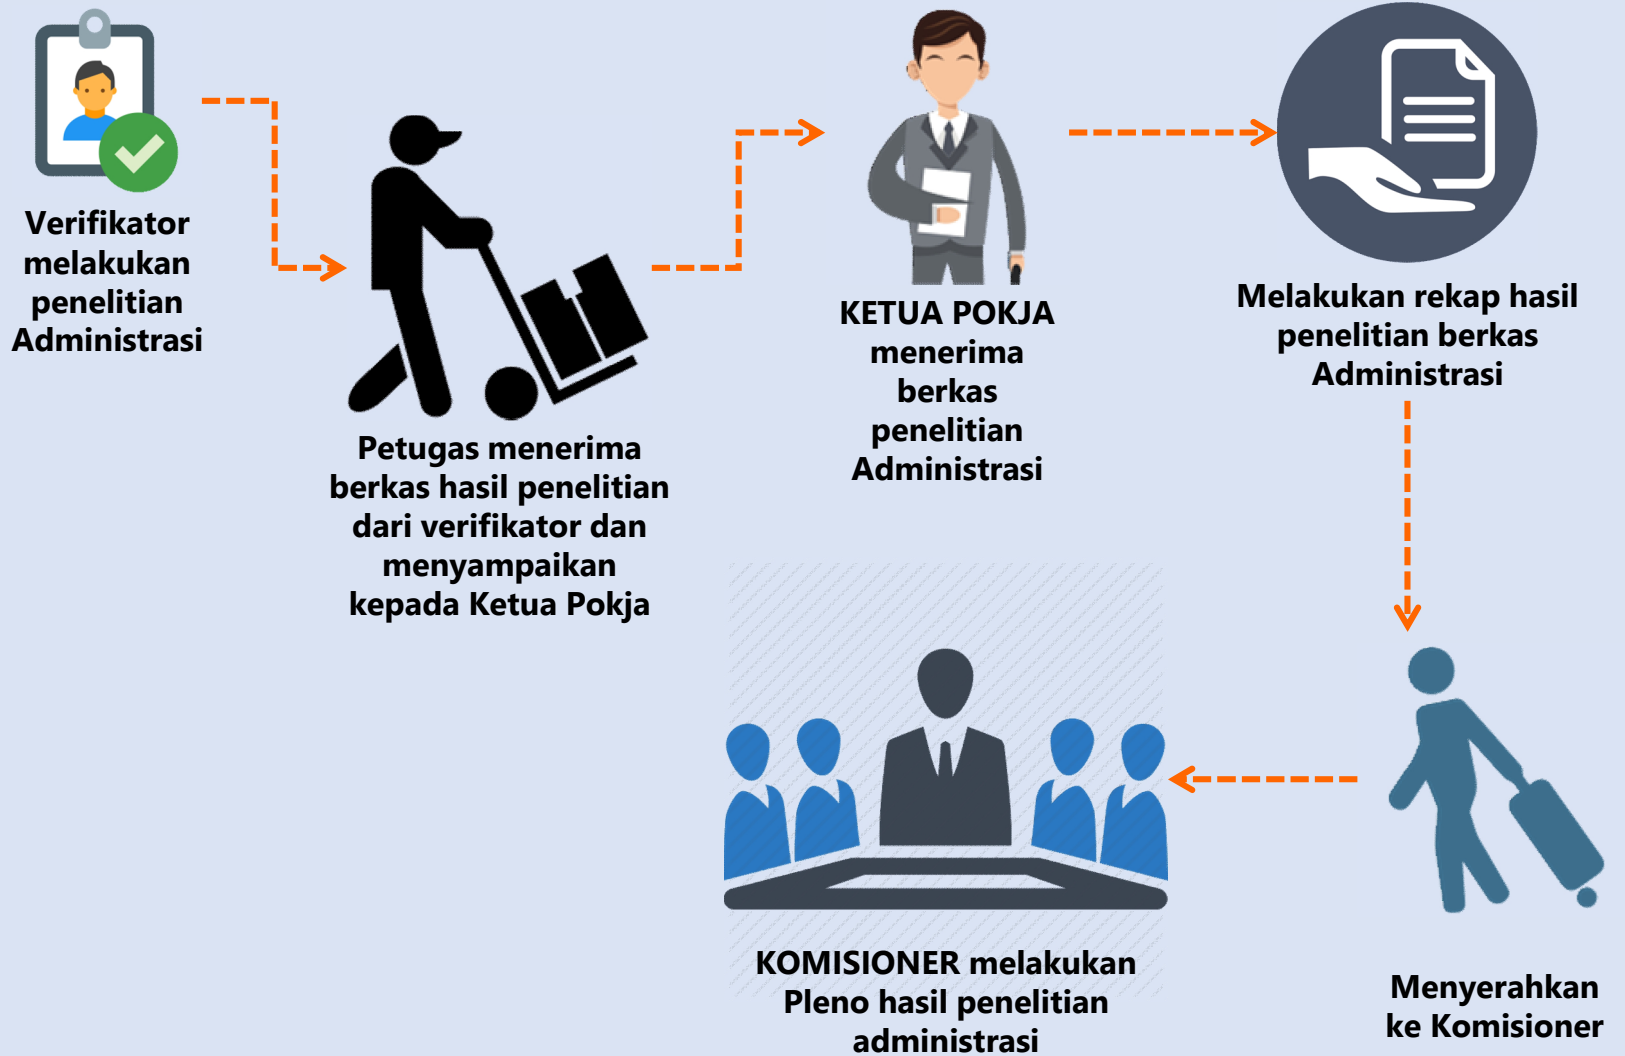 Verifikator
melakukan
penelitian
Administrasi
Petugas menerima
berkas hasil penelitian
dari verifikator dan
menyampaikan
kepada Ketua Pokja
KETUA POKJA
menerima
berkas
penelitian
Administrasi
Melakukan rekap hasil
penelitian berkas
Administrasi
Menyerahkan
ke Komisioner
KOMISIONER melakukan
Pleno hasil penelitian
administrasi